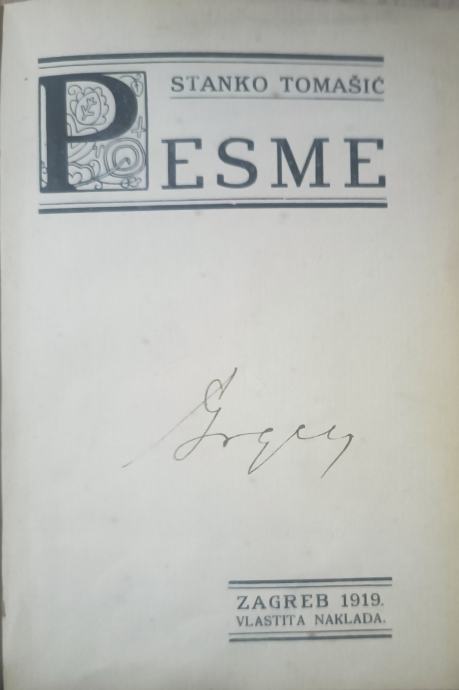 STANKO TOMAŠIĆ
PESME
ZAGREB 1919.
VLASTITA NAKLADA.